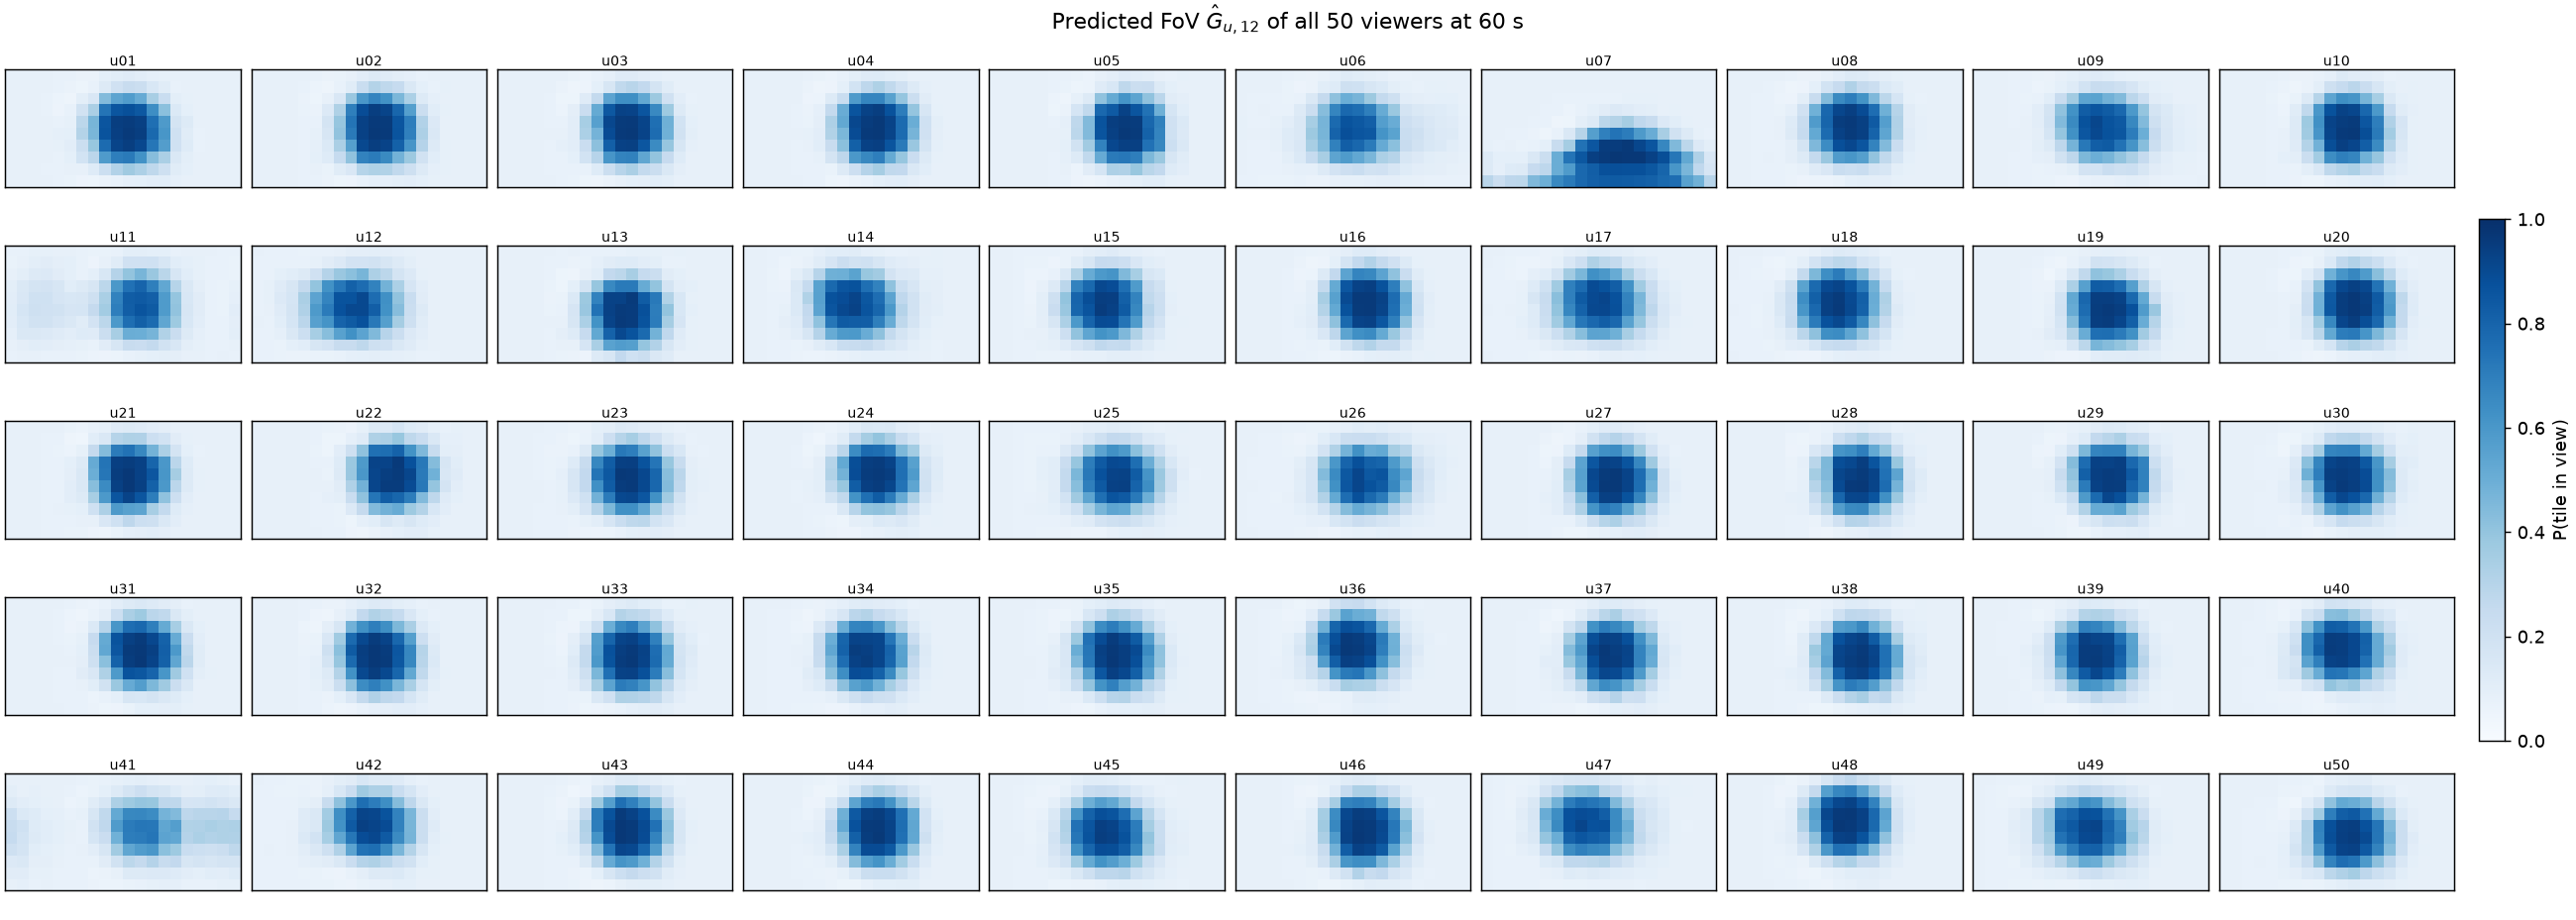 Predicted FoV Ĝu, 12 of all 50 viewers at 60 s
u01 u02 u03 u04 u05 u06 u07 u08 u09 u10
u11 u12 u13 u14 u15 u16 u17 u18 u19 u20
u21 u22 u23 u24 u25 u26 u27 u28 u29 u30
u31 u32 u33 u34 u35 u36 u37 u38 u39 u40
u41 u42 u43 u44 u45 u46 u47 u48 u49 u50
1.0
0.8
0.6
0.4
0.2
0.0
P(tile in view)